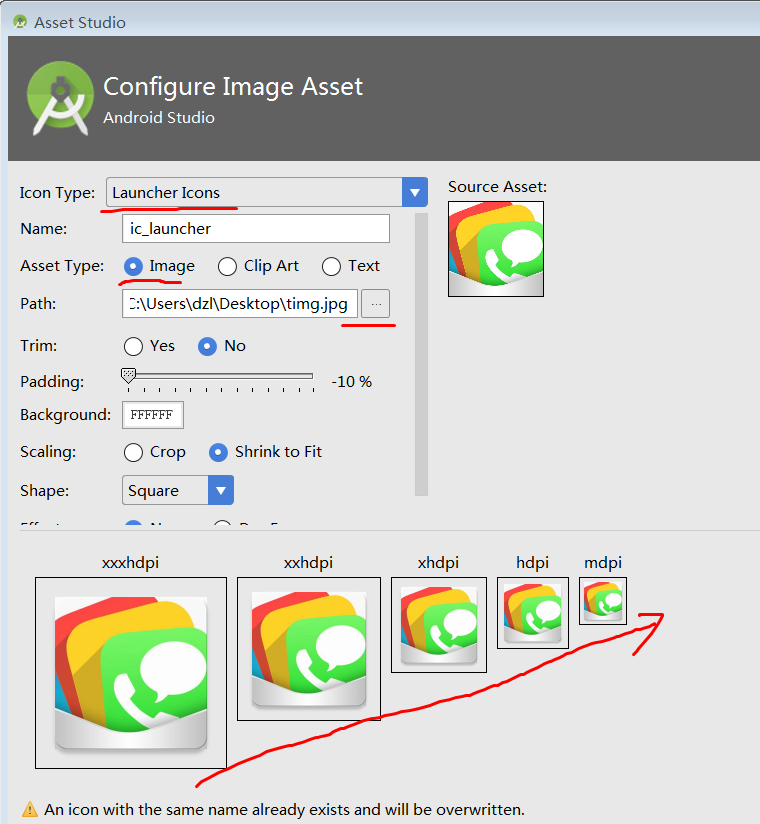 Asset Studio
Configure Image Asset
Android Studio
Icon Type: Launcher Icons
Source Asset:
Name: ic_launcher
Asset Type: Image Clip Art Text
Path: C:\Users\dzl\Desktop\timg.jpg ...
Trim: Yes No
Padding: -10 %
Background: FFFFFF
Scaling: Crop Shrink to Fit
Shape: Square
xxxhdpi xxhdpi xhdpi hdpi mdpi
An icon with the same name already exists and will be overwritten.